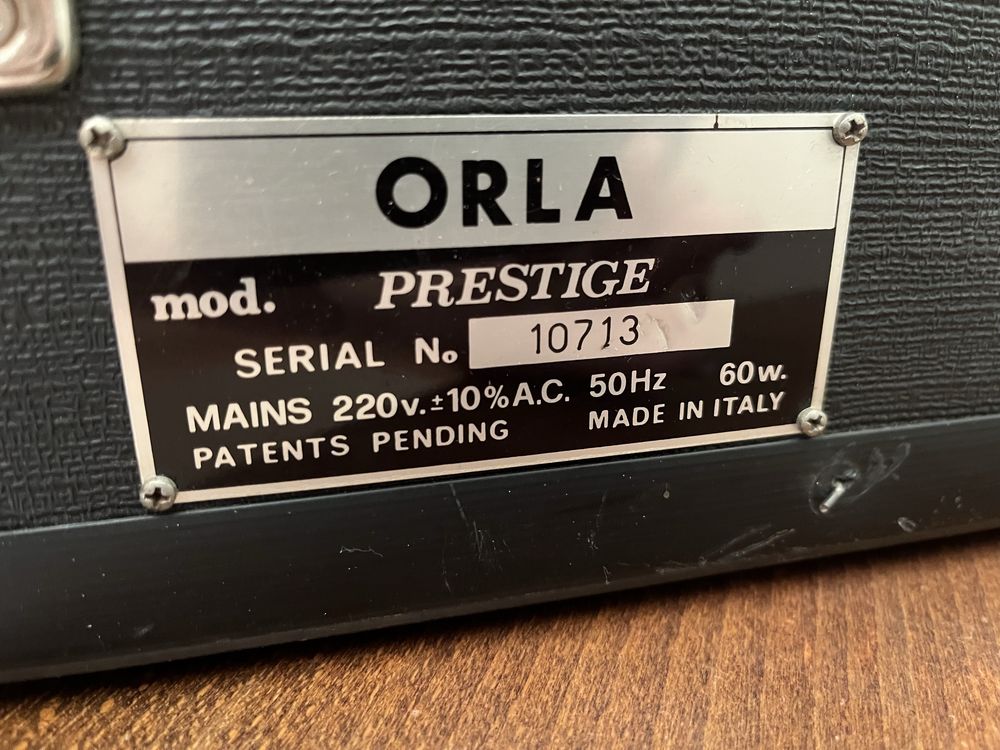 ORLA
mod. PRESTIGE
SERIAL No 10713
MAINS 220v.±10% A.C. 50Hz 60w.
PATENTS PENDING MADE IN ITALY